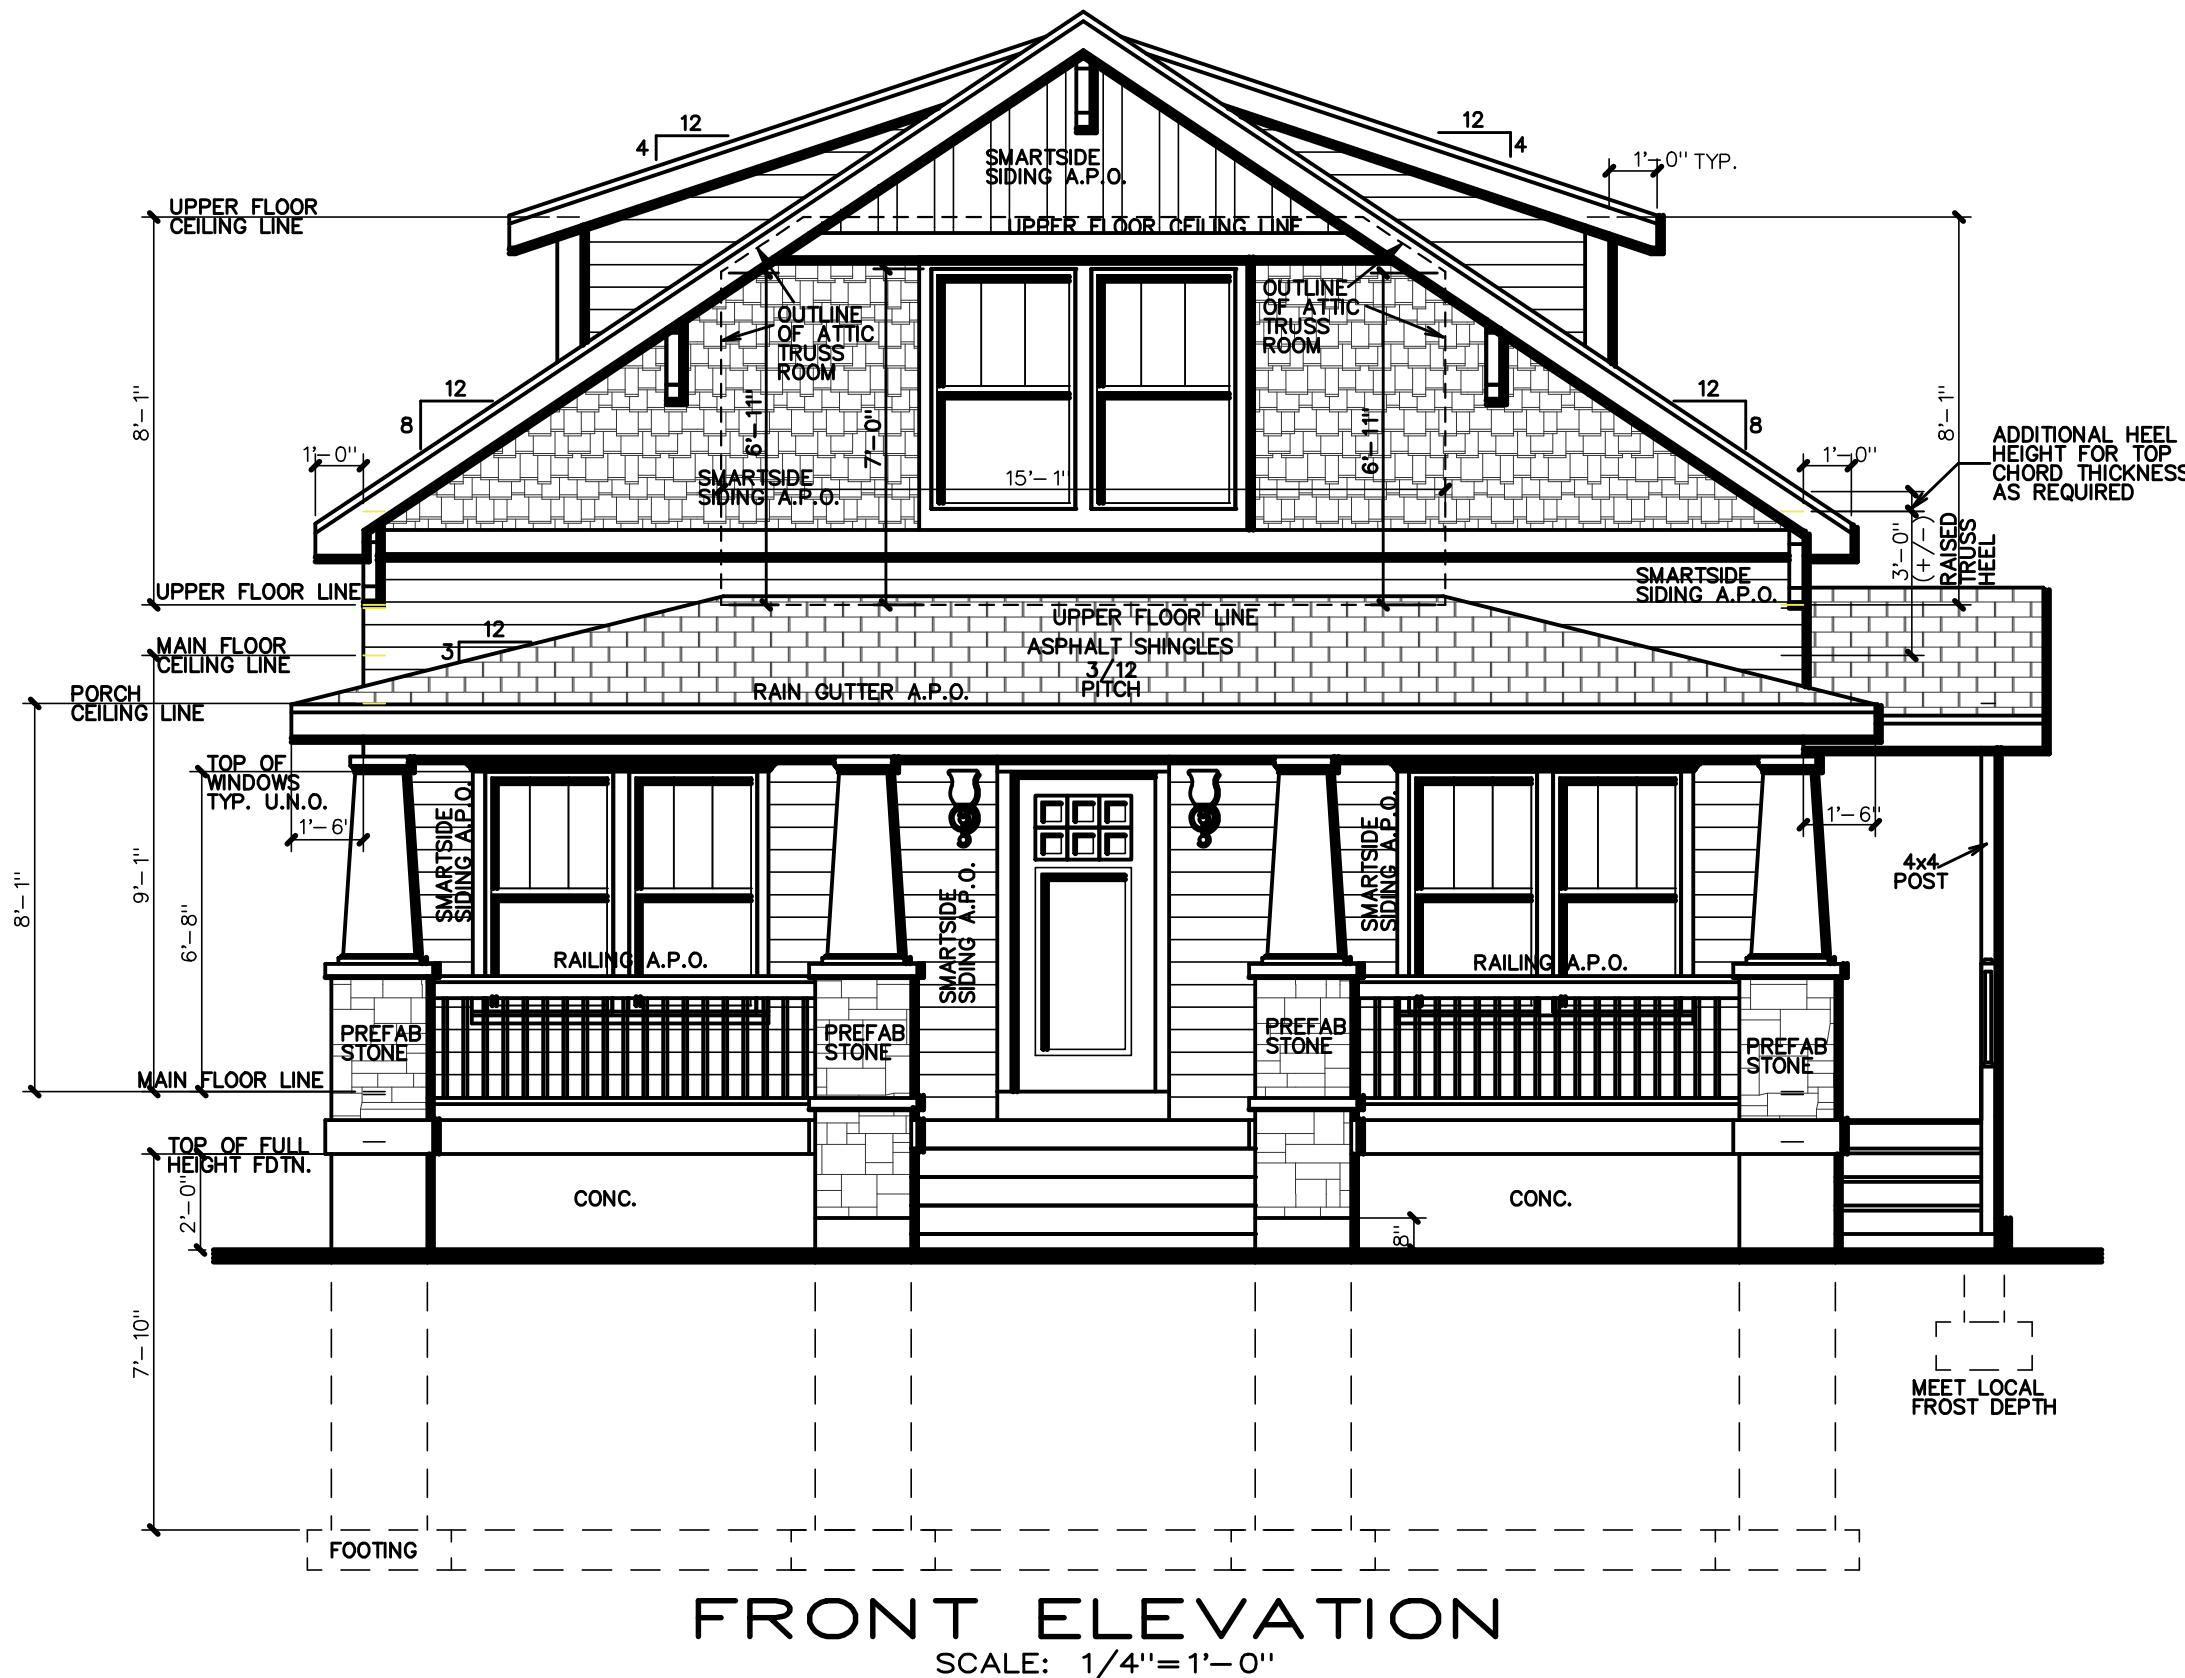 12
4
12
4
1'-0" TYP.
SMARTSIDE
SIDING A.P.O.
UPPER FLOOR
CEILING LINE
UPPER FLOOR CEILING LINE
OUTLINE
OF ATTIC
TRUSS
ROOM
OUTLINE
OF ATTIC
TRUSS
ROOM
8'-1"
12
8
6'-11"
7'-0"
6'-11"
12
8
8'-1"
1'-0"
1'-0"
ADDITIONAL HEEL
HEIGHT FOR TOP
CHORD THICKNESS
AS REQUIRED
SMARTSIDE
SIDING A.P.O.
15'-1"
3'-0"
(+/-)
RAISED
TRUSS
HEEL
UPPER FLOOR LINE
SMARTSIDE
SIDING A.P.O.
UPPER FLOOR LINE
12
3
MAIN FLOOR
CEILING LINE
ASPHALT SHINGLES
3/12
PITCH
PORCH
CEILING LINE
RAIN GUTTER A.P.O.
TOP OF
WINDOWS
TYP. U.N.O.
1'-6"
1'-6"
SMARTSIDE
SIDING A.P.O.
SMARTSIDE
SIDING A.P.O.
SMARTSIDE
SIDING A.P.O.
4x4
POST
8'-1"
9'-1"
6'-8"
RAILING A.P.O.
RAILING A.P.O.
PREFAB
STONE
PREFAB
STONE
PREFAB
STONE
PREFAB
STONE
MAIN FLOOR LINE
TOP OF FULL
HEIGHT FDTN.
2'-0"
CONC.
CONC.
8"
7'-10"
MEET LOCAL
FROST DEPTH
FOOTING
FRONT ELEVATION
SCALE: 1/4"=1'-0"